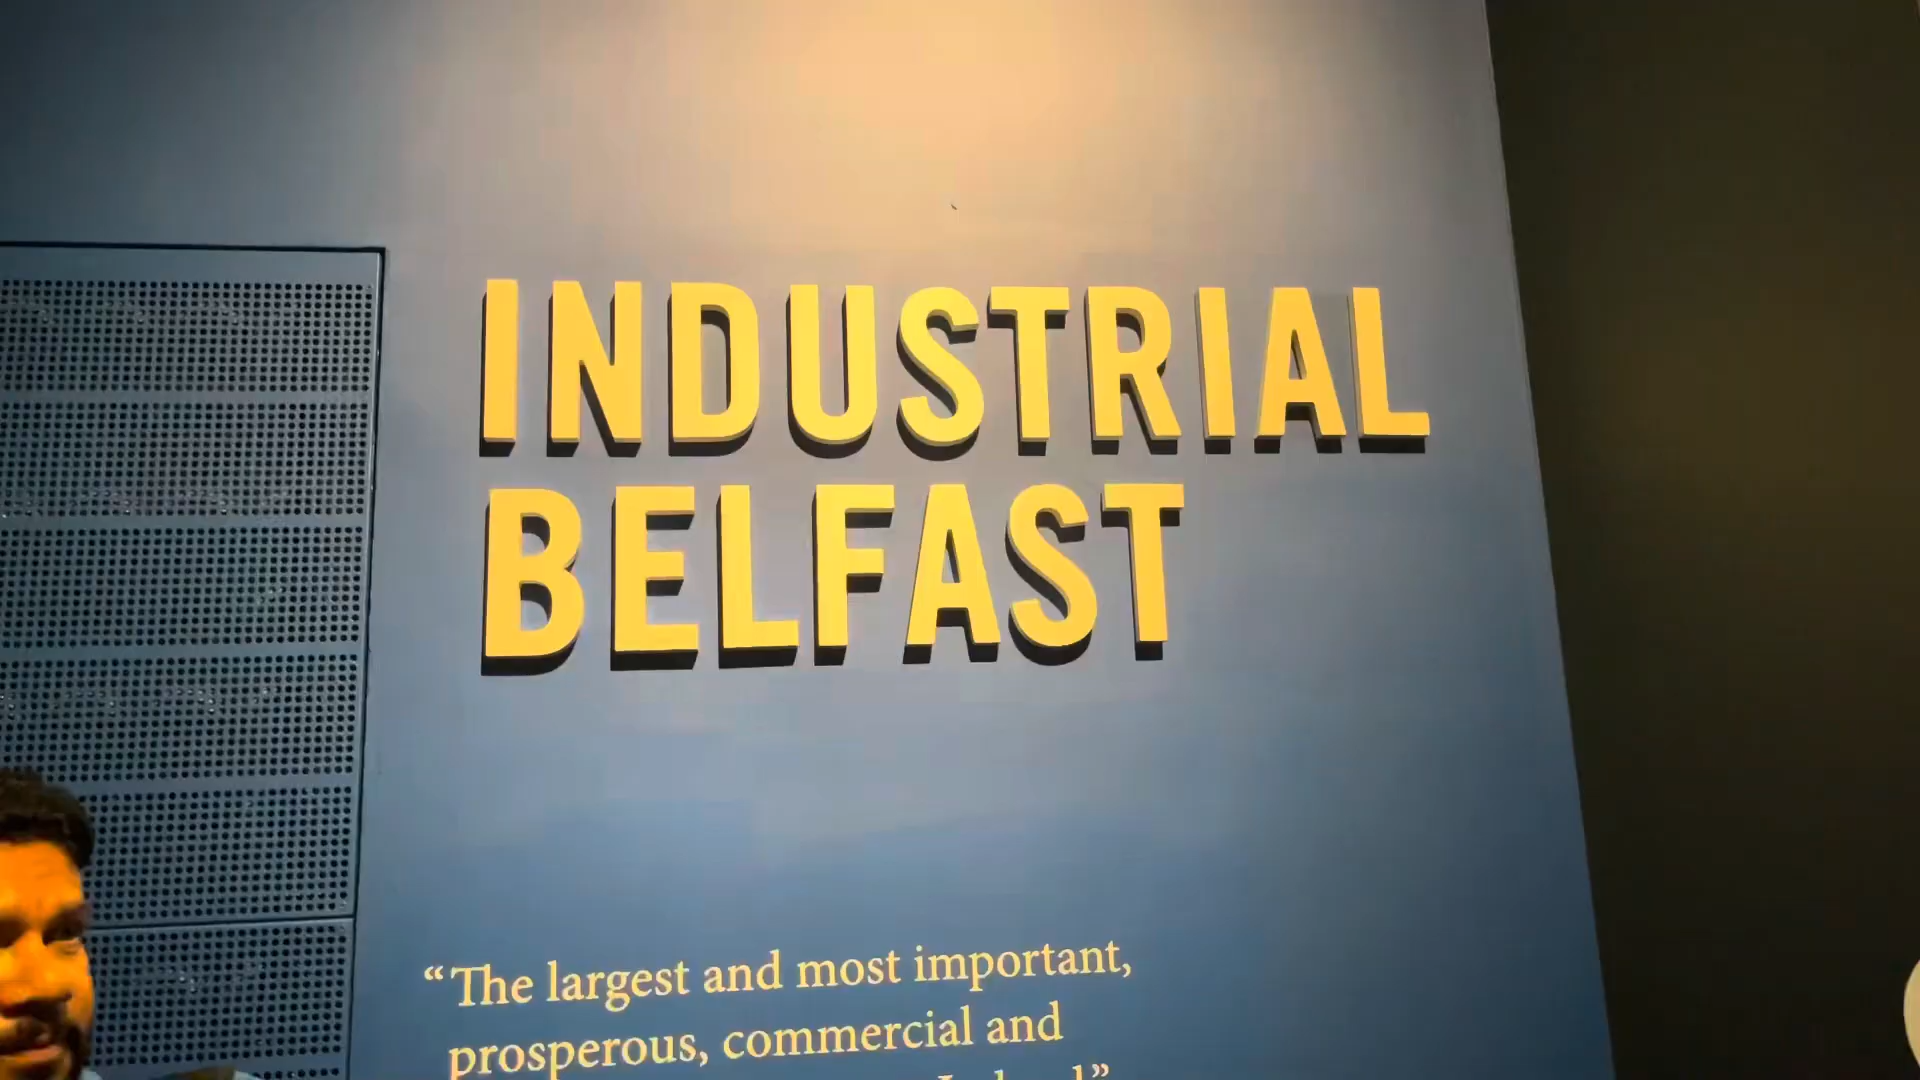 INDUSTRIAL
BELFAST
“The largest and most important,
prosperous, commercial and